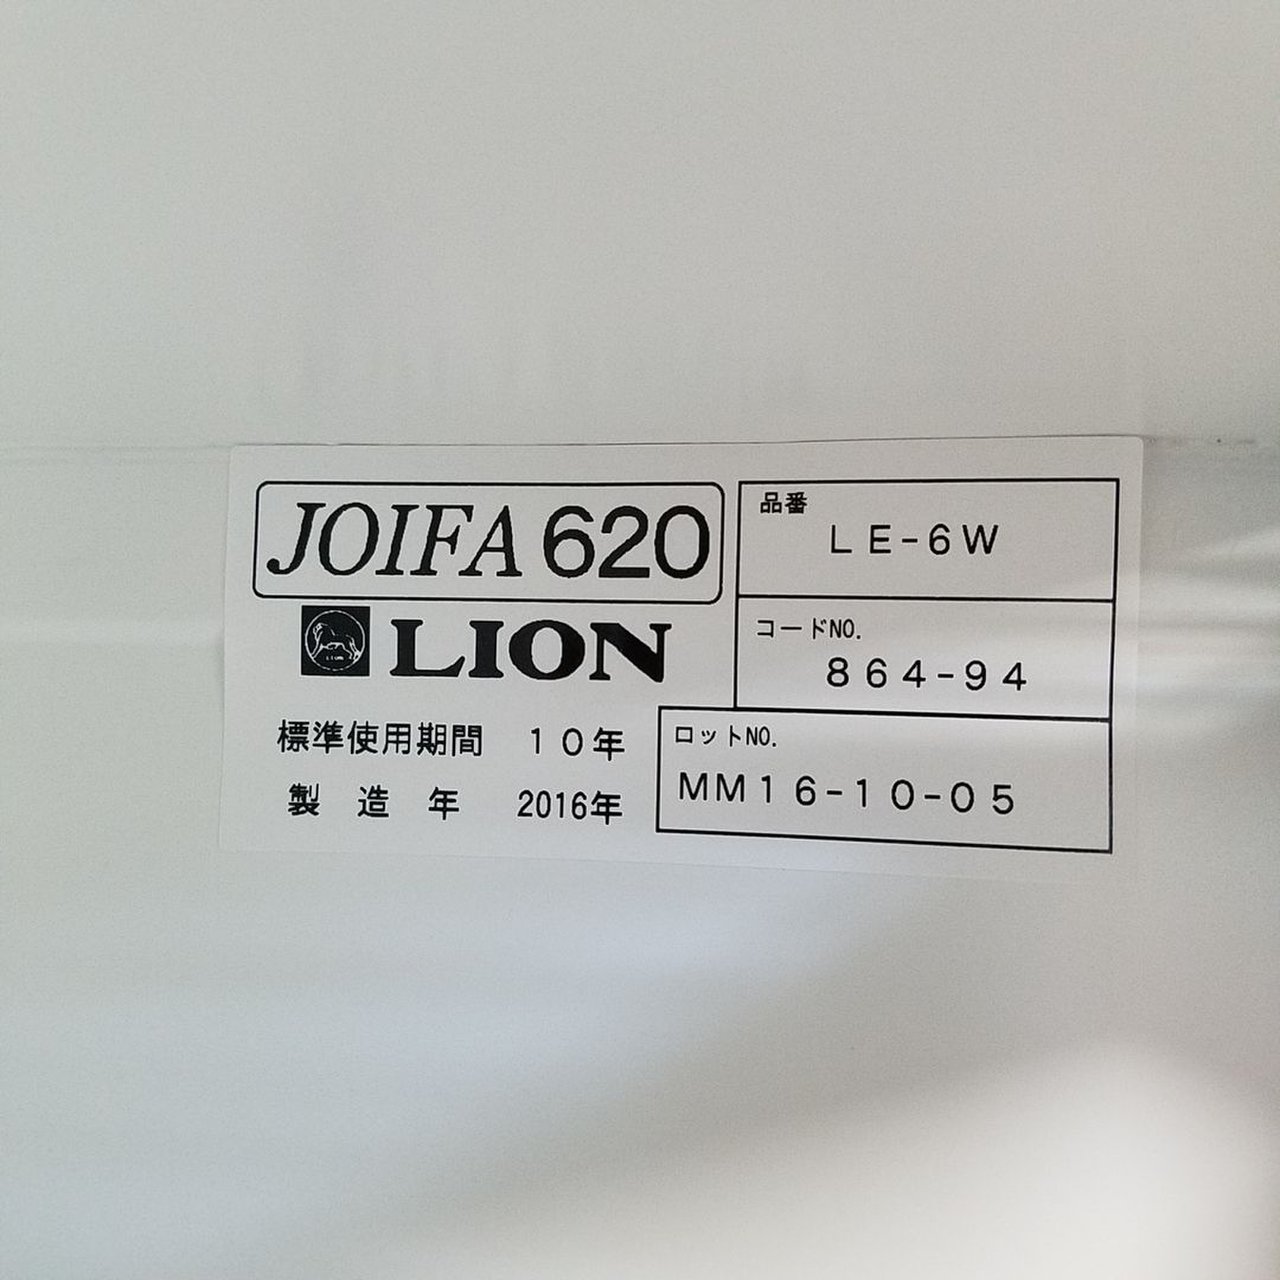 JOIFA 620
LION
LION
標準使用期間 10年
製造年 2016年
品番
LE-6W
コードNO.
864-94
ロットNO.
MM16-10-05